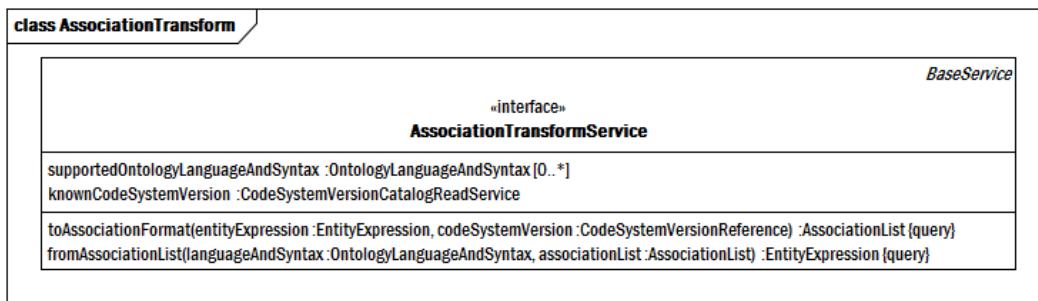 class AssociationTransform
BaseService
«interface»
AssociationTransformService
supportedOntologyLanguageAndSyntax :OntologyLanguageAndSyntax [0..*]
knownCodeSystemVersion :CodeSystemVersionCatalogReadService
toAssociationFormat(entityExpression :EntityExpression, codeSystemVersion :CodeSystemVersionReference) :AssociationList {query}
fromAssociationList(languageAndSyntax :OntologyLanguageAndSyntax, associationList :AssociationList) :EntityExpression {query}